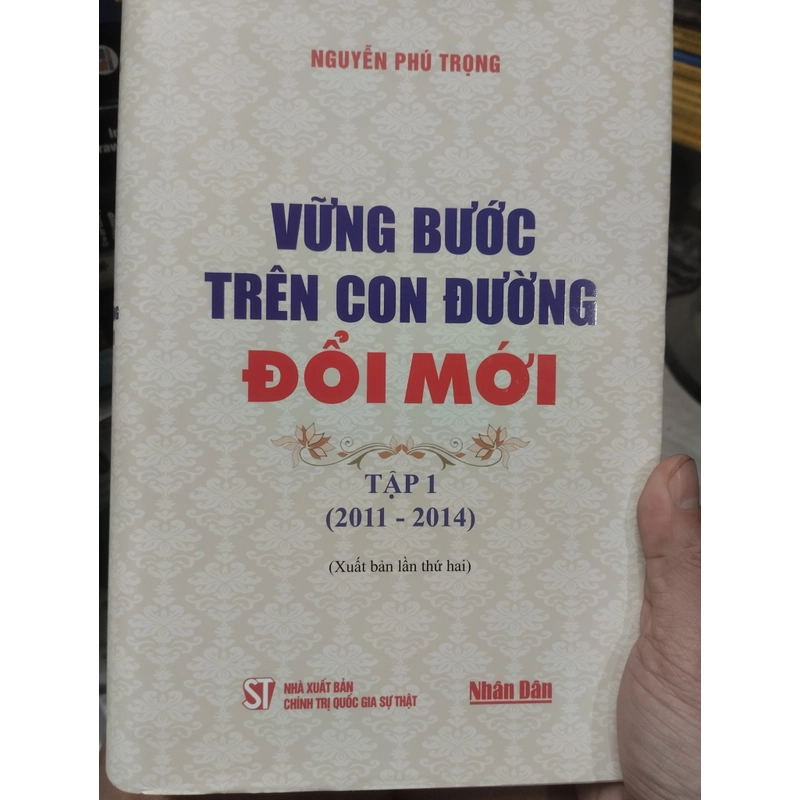 NGUYỄN PHÚ TRỌNG
VỮNG BƯỚC
TRÊN CON ĐƯỜNG
ĐỔI MỚI
TẬP 1
(2011 - 2014)
(Xuất bản lần thứ hai)
ST
NHÀ XUẤT BẢN
CHÍNH TRỊ QUỐC GIA SỰ THẬT
Nhân Dân